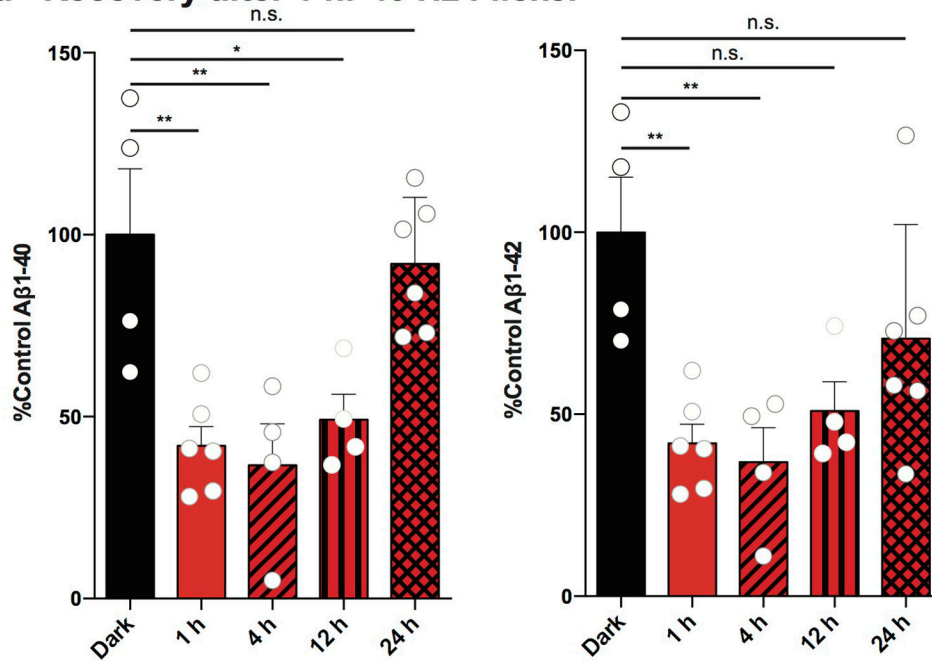 n.s.
*
**
**
150
100
50
0
%Control Aβ1-40
Dark
1 h
4 h
12 h
24 h
n.s.
n.s.
**
**
150
100
50
0
%Control Aβ1-42
Dark
1 h
4 h
12 h
24 h